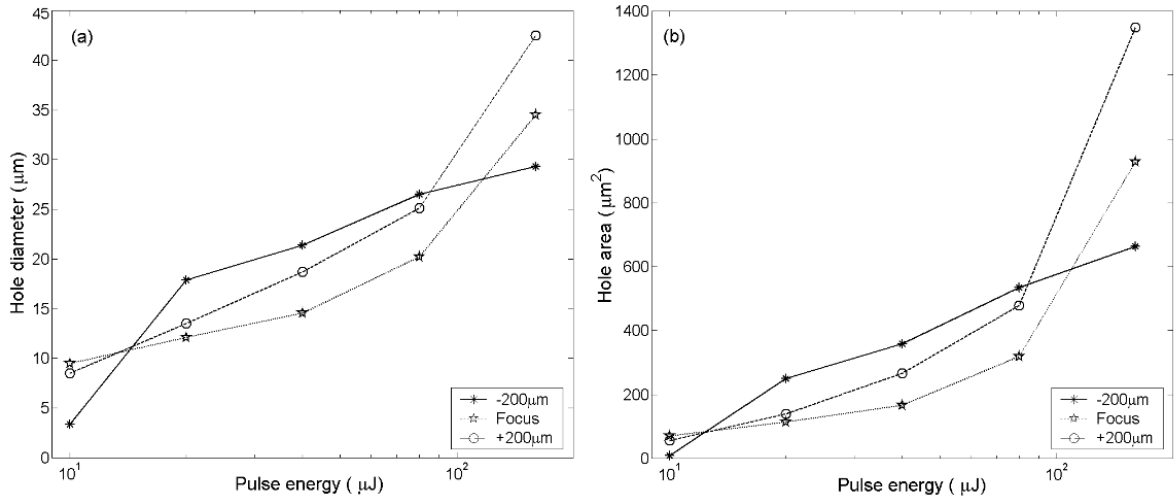 (a)
45
40
35
30
25
20
15
10
5
0
Hole diameter (μm)
10¹
10²
Pulse energy ( μJ)
-200μm
Focus
+200μm
(b)
1400
1200
1000
800
600
400
200
0
Hole area (μm²)
10¹
10²
Pulse energy ( μJ)
-200μm
Focus
+200μm